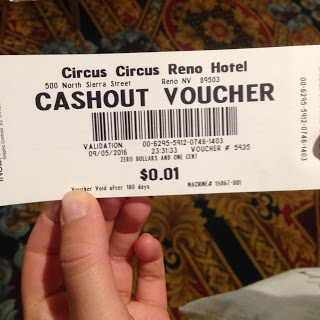 Circus Circus Reno Hotel
500 North Sierra Street Reno NV 89503
CASHOUT VOUCHER
VALIDATION 00-6295-5912-0746-1403
09/05/2016 23:31:33 VOUCHER # 5935
ZERO DOLLARS AND ONE CENT
$0.01
Voucher Void after 180 days MACHINE# 15067-001
00-6295-5912-0746-1403